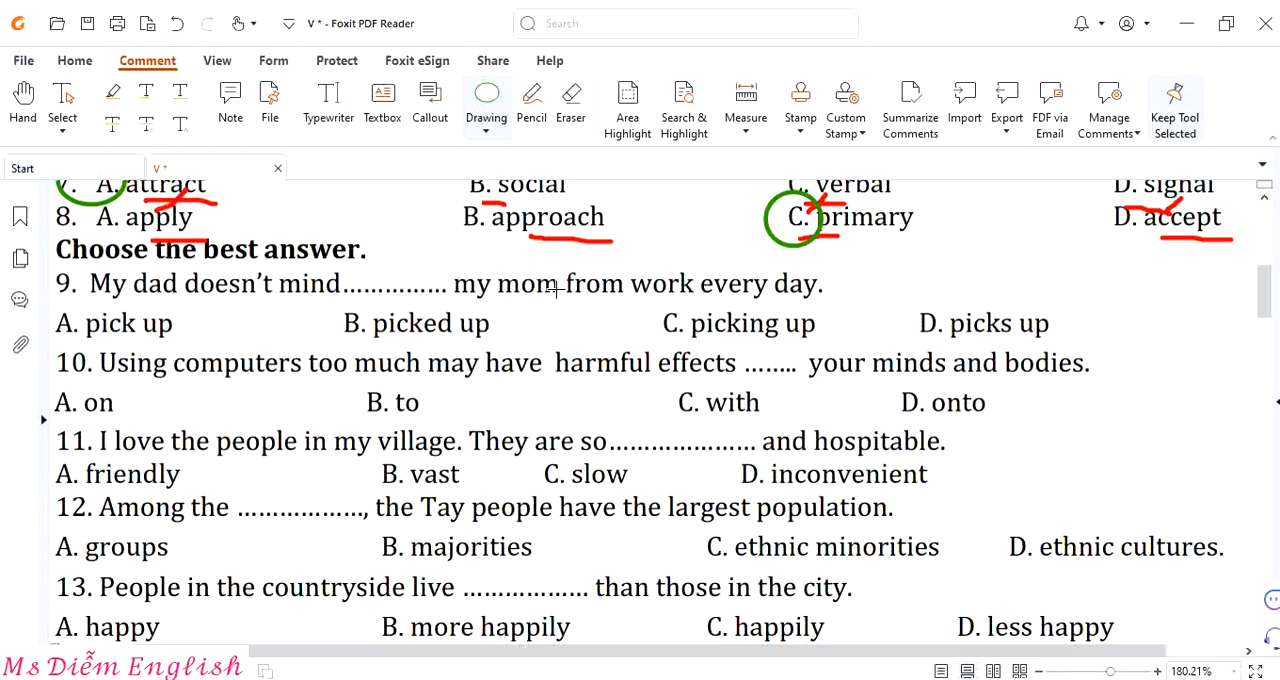 V * - Foxit PDF Reader
Search
File Home Comment View Form Protect Foxit eSign Share Help
Hand Select Note File Typewriter Textbox Callout Drawing Pencil Eraser Area Highlight Search & Highlight Measure Stamp Custom Stamp Summarize Comments Import Export FDF via Email Manage Comments Keep Tool Selected
Start V *
7. A. attract B. social C. verbal D. signal
8. A. apply B. approach C. primary D. accept
Choose the best answer.
9. My dad doesn't mind…………… my mom from work every day.
A. pick up B. picked up C. picking up D. picks up
10. Using computers too much may have harmful effects …….. your minds and bodies.
A. on B. to C. with D. onto
11. I love the people in my village. They are so………………… and hospitable.
A. friendly B. vast C. slow D. inconvenient
12. Among the ………………, the Tay people have the largest population.
A. groups B. majorities C. ethnic minorities D. ethnic cultures.
13. People in the countryside live ……………… than those in the city.
A. happy B. more happily C. happily D. less happy
Ms Diễm English
180.21%